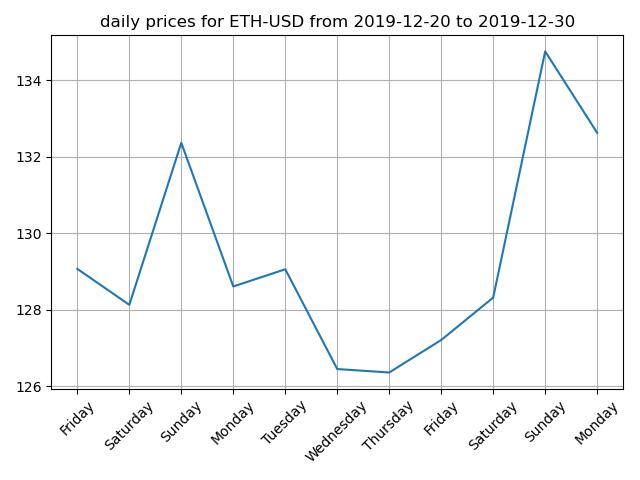 daily prices for ETH-USD from 2019-12-20 to 2019-12-30
134
132
130
128
126
Friday
Saturday
Sunday
Monday
Tuesday
Wednesday
Thursday
Friday
Saturday
Sunday
Monday